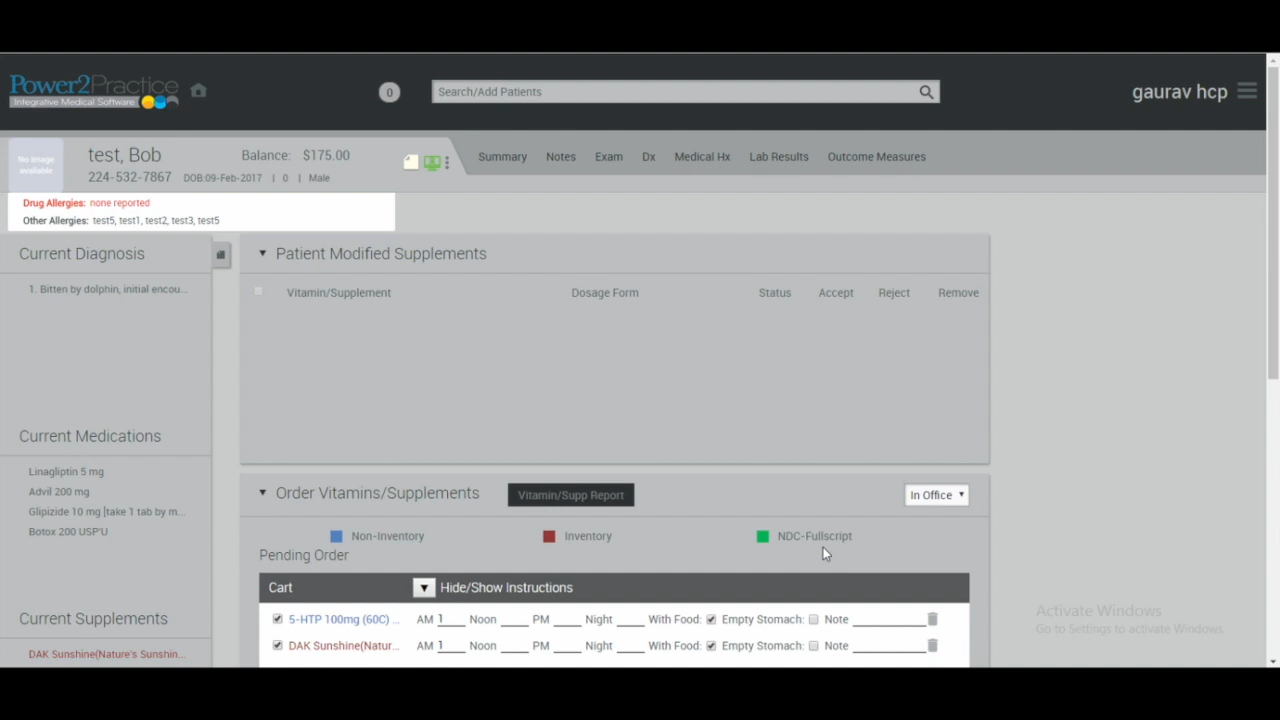 Power2Practice
Integrative Medical Software
0
Search/Add Patients
gaurav hcp
No Image
available
test, Bob
Balance: $175.00
224-532-7867 DOB:09-Feb-2017 | 0 | Male
Summary Notes Exam Dx Medical Hx Lab Results Outcome Measures
Drug Allergies: none reported
Other Allergies: test5, test1, test2, test3, test5
Current Diagnosis
1. Bitten by dolphin, initial encou...
Current Medications
Linagliptin 5 mg
Advil 200 mg
Glipizide 10 mg [take 1 tab by m...
Botox 200 USP'U
Current Supplements
DAK Sunshine(Nature's Sunshin...
Patient Modified Supplements
Vitamin/Supplement Dosage Form Status Accept Reject Remove
Order Vitamins/Supplements Vitamin/Supp Report In Office
Non-Inventory Inventory NDC-Fullscript
Pending Order
Cart Hide/Show Instructions
5-HTP 100mg (60C) ... AM 1 Noon PM Night With Food: Empty Stomach: Note
DAK Sunshine(Natur... AM 1 Noon PM Night With Food: Empty Stomach: Note
Activate Windows
Go to Settings to activate Windows.